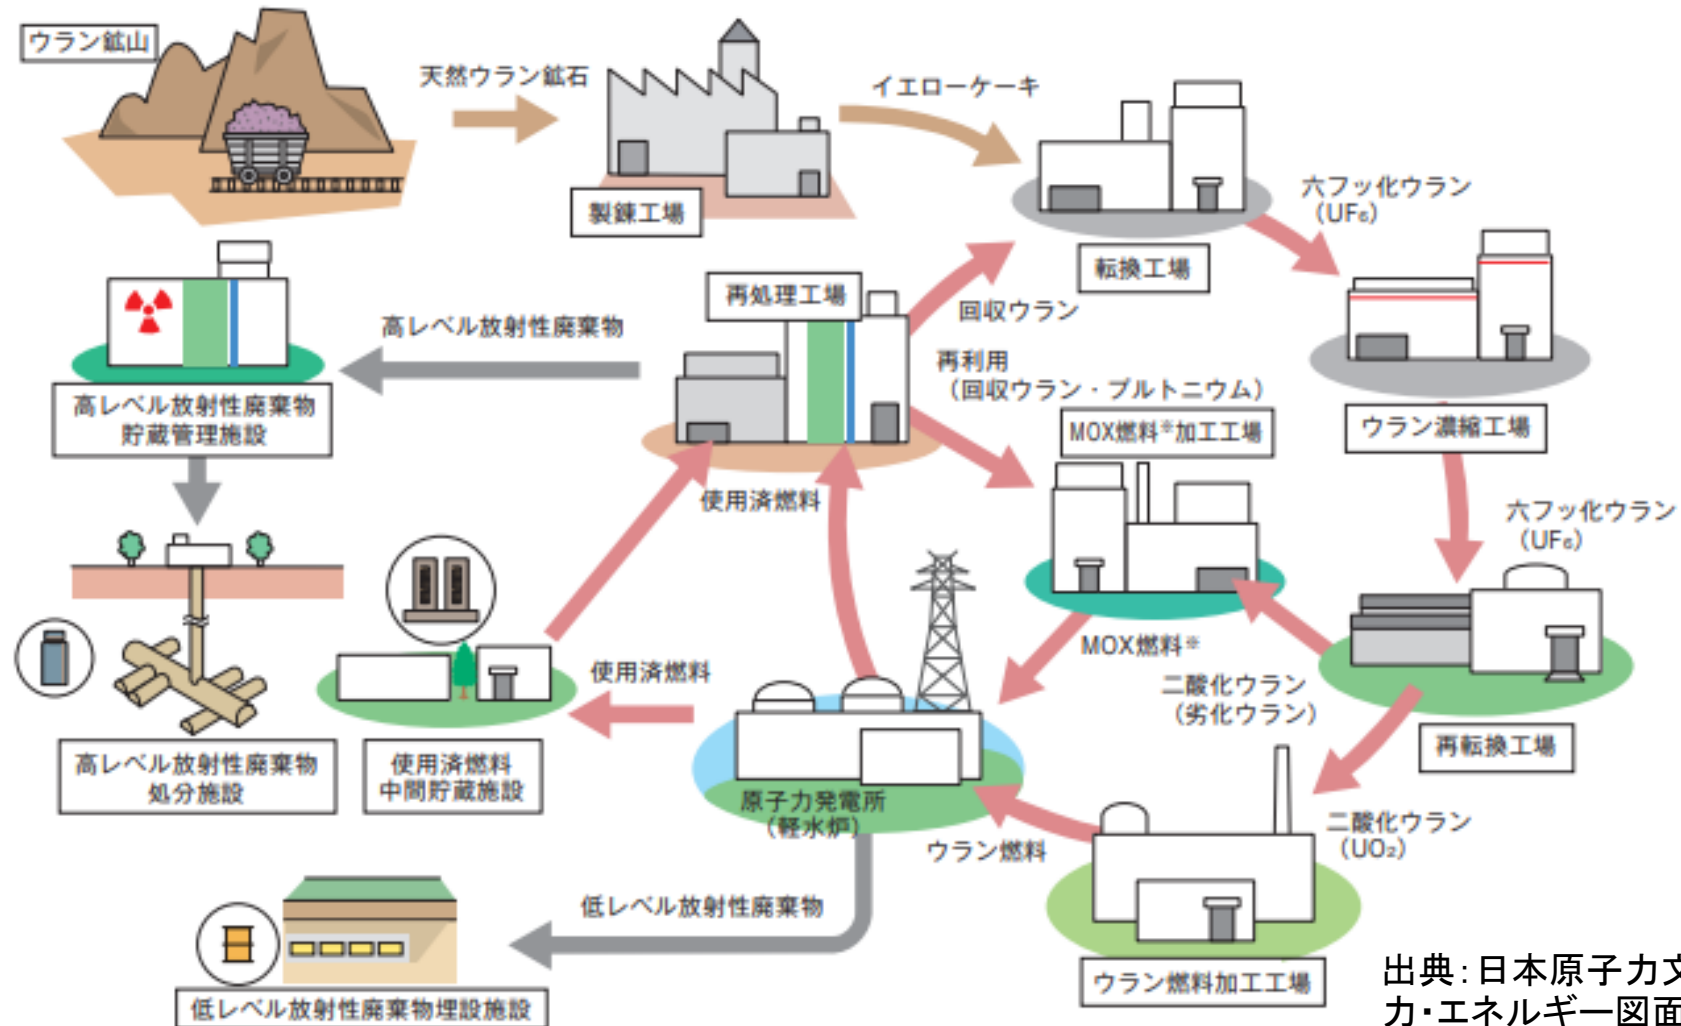 ウラン鉱山
天然ウラン鉱石
イエローケーキ
製錬工場
六フッ化ウラン
（UF₆）
転換工場
再処理工場
回収ウラン
高レベル放射性廃棄物
再利用
（回収ウラン・プルトニウム）
高レベル放射性廃棄物
貯蔵管理施設
MOX燃料※加工工場
ウラン濃縮工場
使用済燃料
六フッ化ウラン
（UF₆）
MOX燃料※
使用済燃料
二酸化ウラン
（劣化ウラン）
再転換工場
高レベル放射性廃棄物
処分施設
使用済燃料
中間貯蔵施設
原子力発電所
（軽水炉）
二酸化ウラン
（UO₂）
ウラン燃料
低レベル放射性廃棄物
ウラン燃料加工工場
低レベル放射性廃棄物埋設施設
出典：日本原子力文
力・エネルギー図面